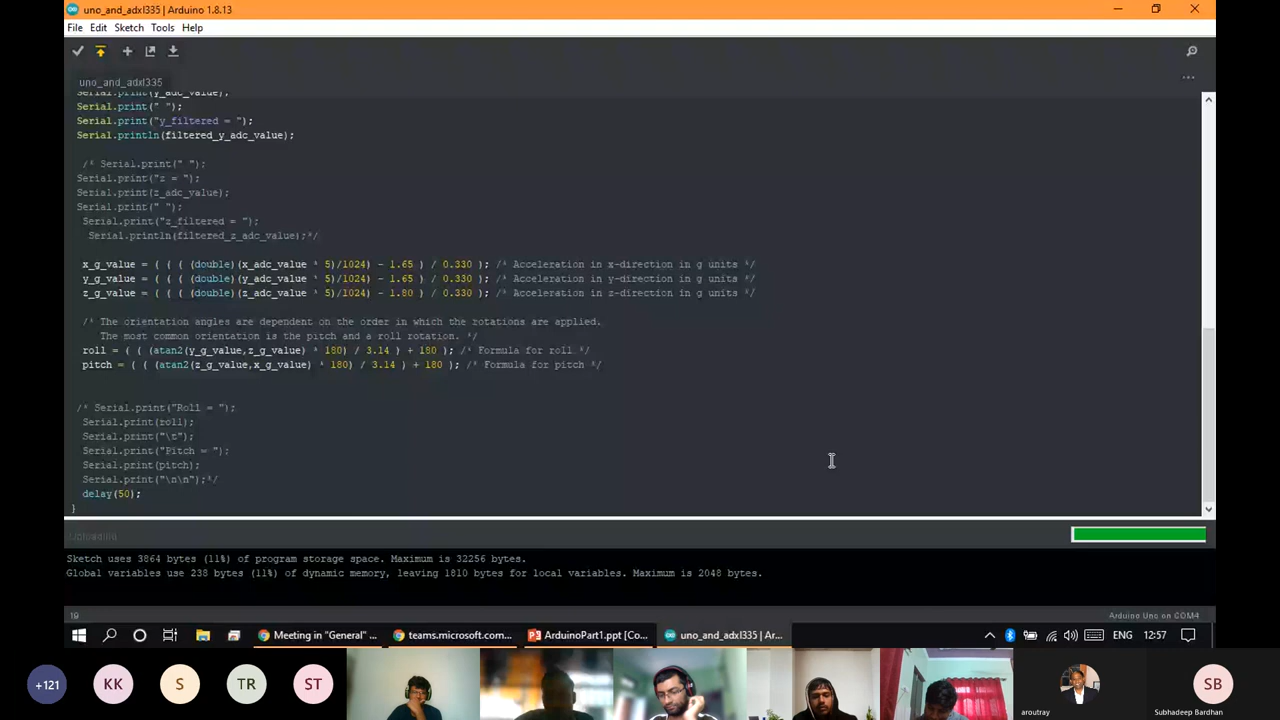 uno_and_adxl335 | Arduino 1.8.13
File Edit Sketch Tools Help
uno_and_adxl335
Serial.print(y_adc_value);
Serial.print(" ");
Serial.print("y_filtered = ");
Serial.println(filtered_y_adc_value);
/* Serial.print(" ");
Serial.print("z = ");
Serial.print(z_adc_value);
Serial.print(" ");
Serial.print("z_filtered = ");
Serial.println(filtered_z_adc_value);*/
x_g_value = ( ( ( ( (double)(x_adc_value * 5)/1024) - 1.65 ) / 0.330 ); /* Acceleration in x-direction in g units */
y_g_value = ( ( ( ( (double)(y_adc_value * 5)/1024) - 1.65 ) / 0.330 ); /* Acceleration in y-direction in g units */
z_g_value = ( ( ( ( (double)(z_adc_value * 5)/1024) - 1.80 ) / 0.330 ); /* Acceleration in z-direction in g units */
/* The orientation angles are dependent on the order in which the rotations are applied.
The most common orientation is the pitch and a roll rotation. */
roll = ( ( (atan2(y_g_value,z_g_value) * 180) / 3.14 ) + 180 ); /* Formula for roll */
pitch = ( ( (atan2(z_g_value,x_g_value) * 180) / 3.14 ) + 180 ); /* Formula for pitch */
/* Serial.print("Roll = ");
Serial.print(roll);
Serial.print("\t");
Serial.print("Pitch = ");
Serial.print(pitch);
Serial.print("\n\n");*/
delay(50);
}
Uploading
Sketch uses 3864 bytes (11%) of program storage space. Maximum is 32256 bytes.
Global variables use 238 bytes (11%) of dynamic memory, leaving 1810 bytes for local variables. Maximum is 2048 bytes.
19 Arduino Uno on COM4
Meeting in "General" ... teams.microsoft.com... ArduinoPart1.ppt [Co... uno_and_adxl335 | Ar... ENG 12:57
+121 KK S TR ST SB
aroutray Subhadeep Bardhan